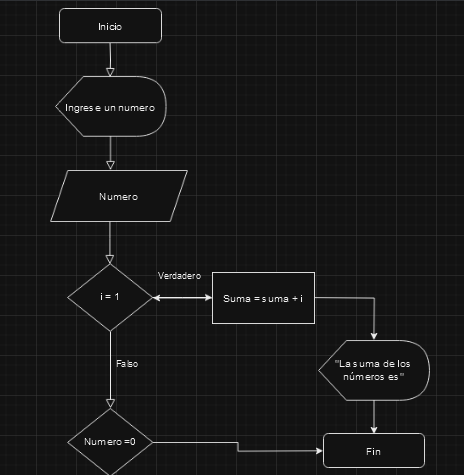 Inicio
Ingrese un numero
Numero
Verdadero
i = 1
Suma = suma + i
Falso
"La suma de los
números es"
Numero =0
Fin